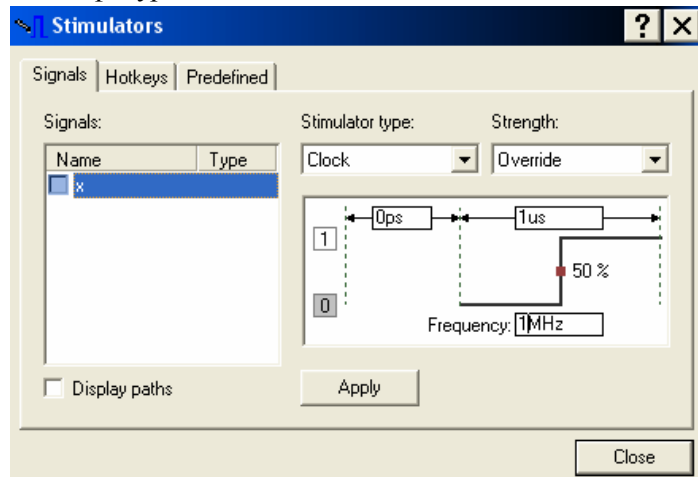 Stimulators
? X
Signals Hotkeys Predefined
Signals:
Name Type
x
Display paths
Stimulator type: Strength:
Clock Override
0ps 1us
1
50 %
0
Frequency: 1MHz
Apply
Close